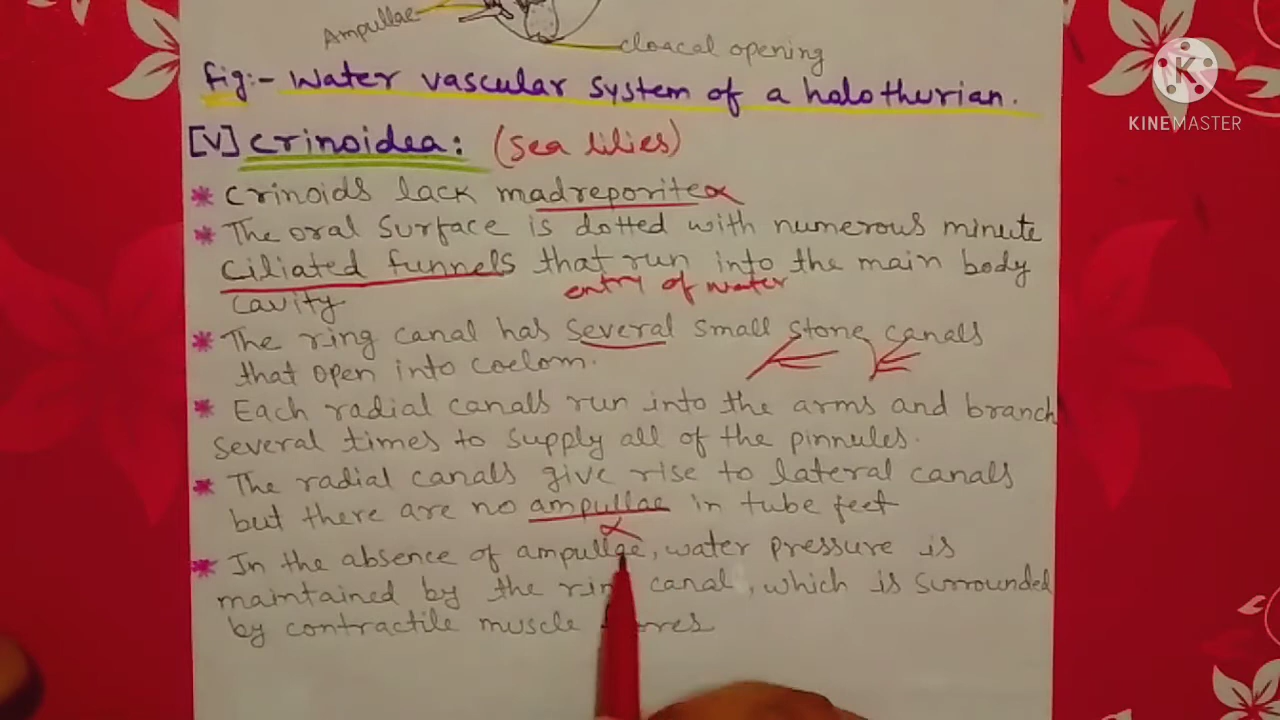 Ampullae
cloacal opening
Fig:- Water vascular system of a holothurian.
K
KINEMASTER
[V] Crinoidea: (Sea lilies)
* Crinoids lack madreporite
* The oral surface is dotted with numerous minute
ciliated funnels that run into the main body
entry of water
cavity
* The ring canal has several small stone canals
that open into coelom.
* Each radial canals run into the arms and branch
several times to supply all of the pinnules.
* The radial canals give rise to lateral canals
but there are no ampullae in tube feet
* In the absence of ampullae, water pressure is
maintained by the canal, which is surrounded
by contractile muscle